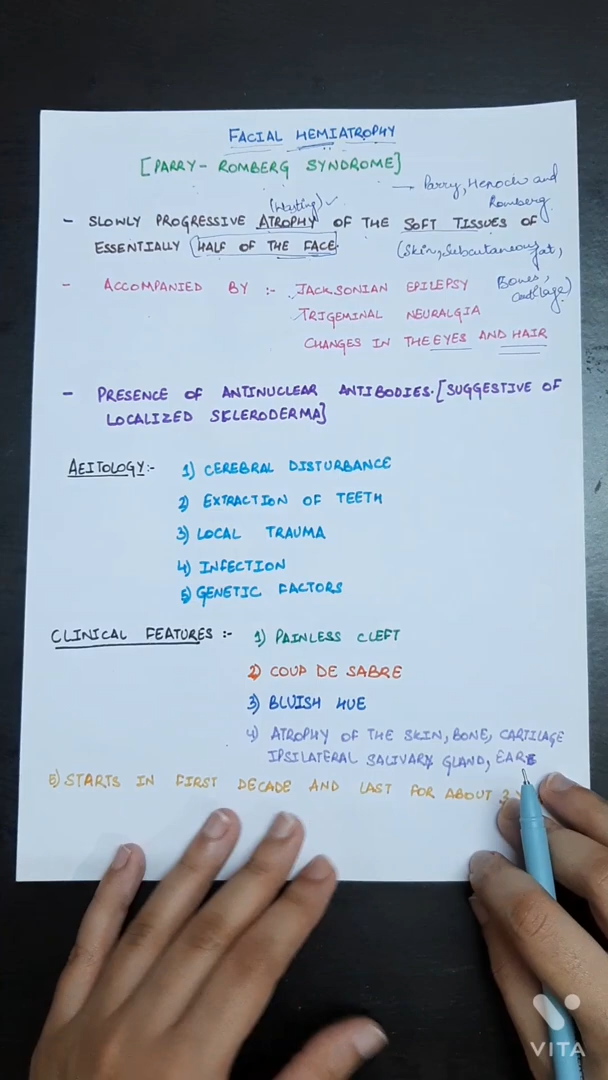 FACIAL HEMIATROPHY
[PARRY-ROMBERG SYNDROME]
→ Parry, Henoch and
Romberg
(Wasting) ✓
- SLOWLY PROGRESSIVE ATROPHY OF THE SOFT TISSUES OF
ESSENTIALLY HALF OF THE FACE.
(Skin, Subcutaneous fat,
Bones,
cartilage)
- ACCOMPANIED BY :- JACKSONIAN EPILEPSY
TRIGEMINAL NEURALGIA
CHANGES IN THE EYES AND HAIR
- PRESENCE OF ANTINUCLEAR ANTIBODIES. [SUGGESTIVE OF
LOCALIZED SCLERODERMA]
AEITOLOGY:- 1) CEREBRAL DISTURBANCE
2) EXTRACTION OF TEETH
3) LOCAL TRAUMA
4) INFECTION
5) GENETIC FACTORS
CLINICAL FEATURES :- 1) PAINLESS CLEFT
2) COUP DE SABRE
3) BLUISH HUE
4) ATROPHY OF THE SKIN, BONE, CARTILAGE
IPSILATERAL SALIVARY GLAND, EAR
5) STARTS IN FIRST DECADE AND LAST FOR ABOUT 3
VITA